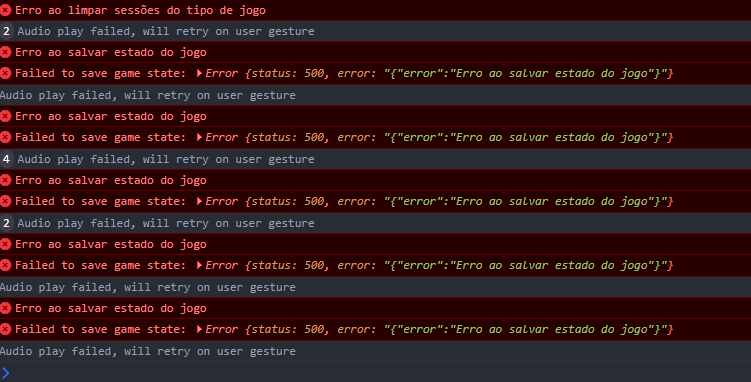 Erro ao limpar sessões do tipo de jogo
2 Audio play failed, will retry on user gesture
Erro ao salvar estado do jogo
Failed to save game state: Error {status: 500, error: "{"error":"Erro ao salvar estado do jogo"}"}
Audio play failed, will retry on user gesture
Erro ao salvar estado do jogo
Failed to save game state: Error {status: 500, error: "{"error":"Erro ao salvar estado do jogo"}"}
4 Audio play failed, will retry on user gesture
Erro ao salvar estado do jogo
Failed to save game state: Error {status: 500, error: "{"error":"Erro ao salvar estado do jogo"}"}
2 Audio play failed, will retry on user gesture
Erro ao salvar estado do jogo
Failed to save game state: Error {status: 500, error: "{"error":"Erro ao salvar estado do jogo"}"}
Audio play failed, will retry on user gesture
Erro ao salvar estado do jogo
Failed to save game state: Error {status: 500, error: "{"error":"Erro ao salvar estado do jogo"}"}
Audio play failed, will retry on user gesture